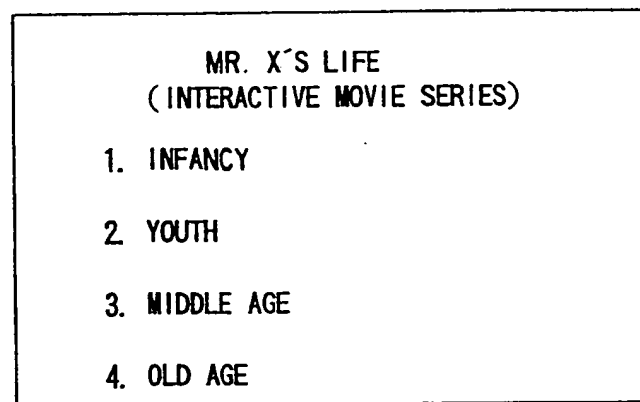 MR. X´S LIFE
(INTERACTIVE MOVIE SERIES)
1. INFANCY
2. YOUTH
3. MIDDLE AGE
4. OLD AGE